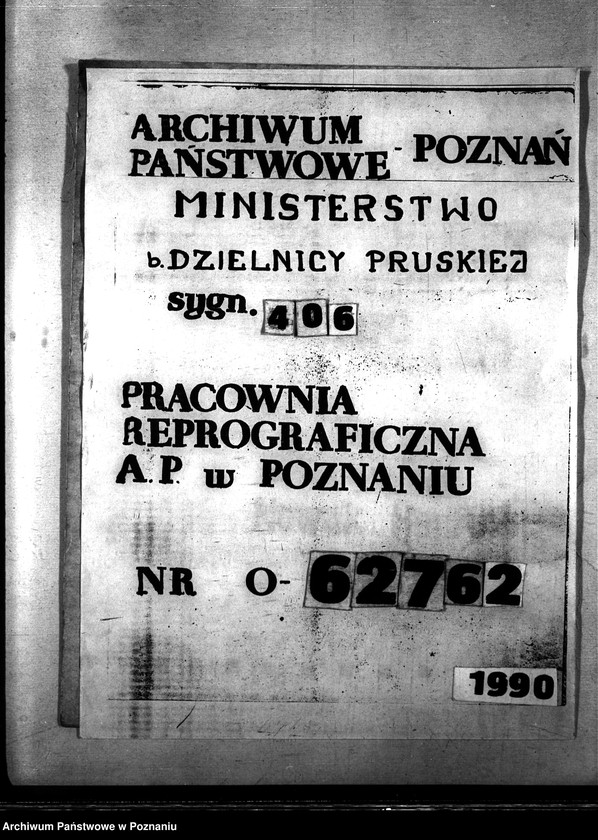 ARCHIWUM
PAŃSTWOWE - POZNAŃ
MINISTERSTWO
b. DZIELNICY PRUSKIEJ
sygn. 406
PRACOWNIA
REPROGRAFICZNA
A.P. w POZNANIU
NR O-62762
1990
Archiwum Państwowe w Poznaniu